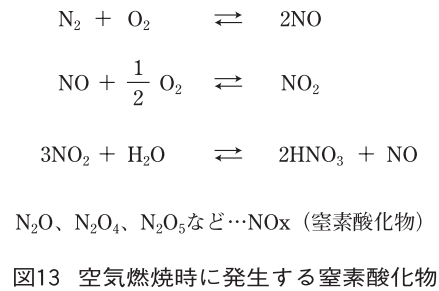 N₂ + O₂ ⇄ 2NO
NO + 1/2 O₂ ⇄ NO₂
3NO₂ + H₂O ⇄ 2HNO₃ + NO
N₂O、N₂O₄、N₂O₅など…NOx（窒素酸化物）
図13 空気燃焼時に発生する窒素酸化物